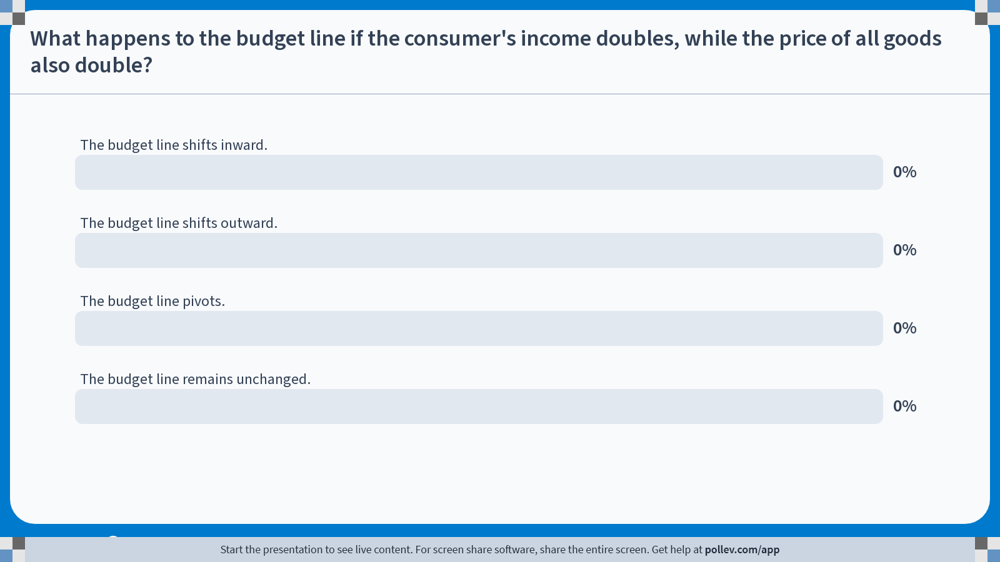 What happens to the budget line if the consumer's income doubles, while the price of all goods
also double?
The budget line shifts inward.
0%
The budget line shifts outward.
0%
The budget line pivots.
0%
The budget line remains unchanged.
0%
Start the presentation to see live content. For screen share software, share the entire screen. Get help at pollev.com/app